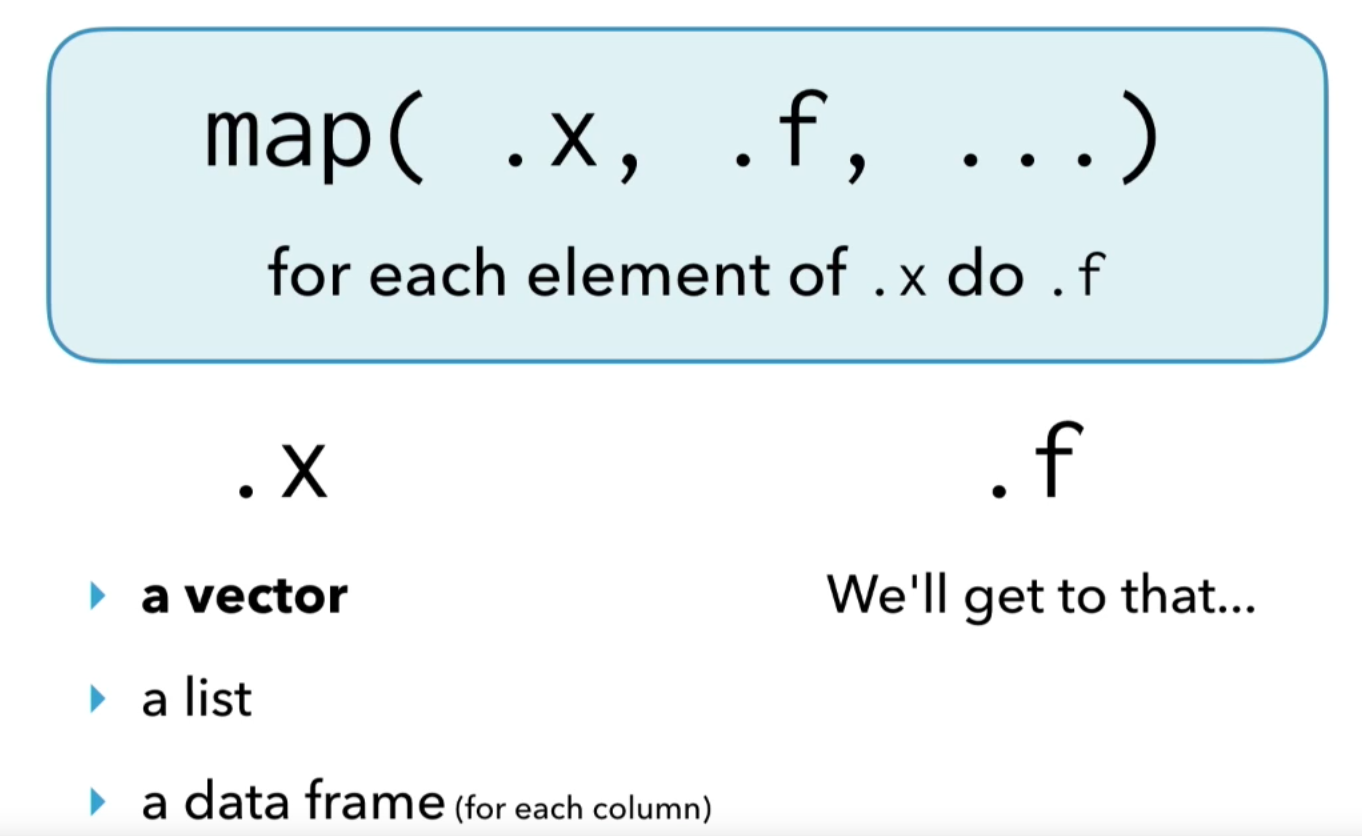 map( .x, .f, ...)
for each element of .x do .f
.x
.f
a vector
We'll get to that...
a list
a data frame (for each column)